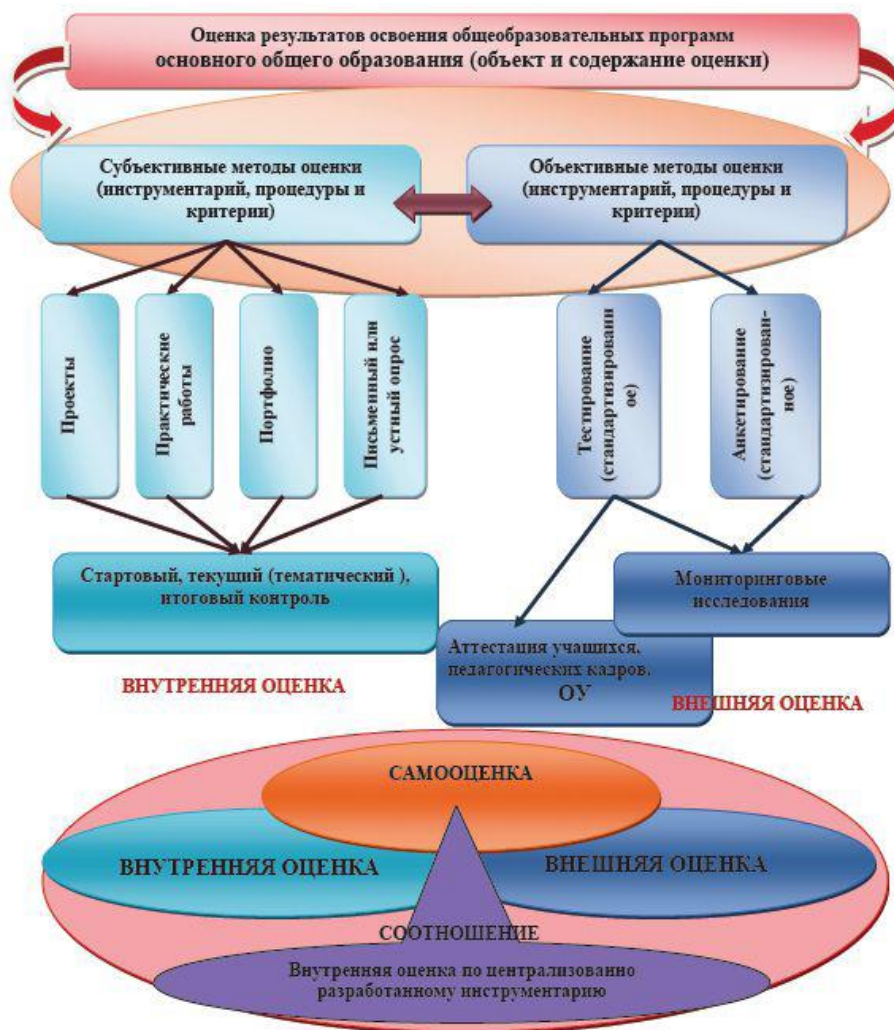 Оценка результатов освоения общеобразовательных программ
основного общего образования (объект и содержание оценки)
Субъективные методы оценки
(инструментарий, процедуры и
критерии)
Объективные методы оценки
(инструментарий, процедуры и
критерии)
Проекты
Практические
работы
Портфолио
Письменный или
устный опрос
Тестирование
(стандартизированн
ое)
Анкетирование
(стандартизирован-
ное)
Стартовый, текущий (тематический ),
итоговый контроль
Мониторинговые
исследования
Аттестация учащихся,
педагогических кадров,
ОУ
ВНУТРЕННЯЯ ОЦЕНКА
ВНЕШНЯЯ ОЦЕНКА
САМООЦЕНКА
ВНУТРЕННЯЯ ОЦЕНКА
ВНЕШНЯЯ ОЦЕНКА
СООТНОШЕНИЕ
Внутренняя оценка по централизованно
разработанному инструментарию